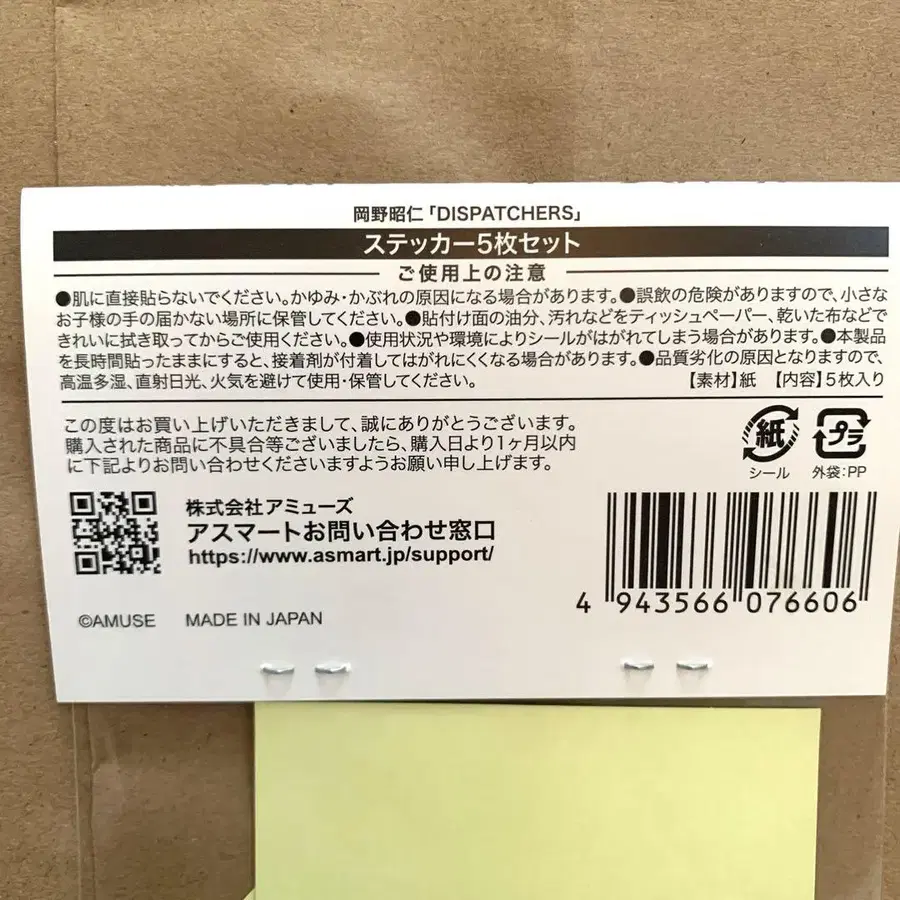 岡野昭仁「DISPATCHERS」
ステッカー5枚セット
ご使用上の注意
●肌に直接貼らないでください。かゆみ・かぶれの原因になる場合があります。●誤飲の危険がありますので、小さな
お子様の手の届かない場所に保管してください。●貼付け面の油分、汚れなどをティッシュペーパー、乾いた布などで
きれいに拭き取ってからご使用ください。●使用状況や環境によりシールがはがれてしまう場合があります。●本製品
を長時間貼ったままにすると、接着剤が付着してはがれにくくなる場合があります。●品質劣化の原因となりますので、
高温多湿、直射日光、火気を避けて使用・保管してください。 【素材】紙 【内容】5枚入り
この度はお買い上げいただきまして、誠にありがとうございます。
購入された商品に不具合等ございましたら、購入日より1ヶ月以内
に下記よりお問い合わせくださいますようお願い申し上げます。
紙
シール
プラ
外袋:PP
株式会社アミューズ
アスマートお問い合わせ窓口
https://www.asmart.jp/support/
4 943566 076606
©AMUSE MADE IN JAPAN